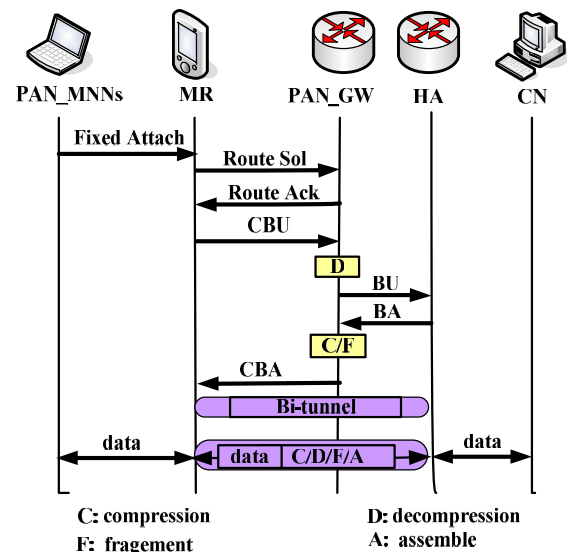 PAN_MNNs MR PAN_GW HA CN
Fixed Attach
Route Sol
Route Ack
CBU
D
BU
BA
C/F
CBA
Bi-tunnel
data data C/D/F/A data
C: compression D: decompression
F: fragement A: assemble